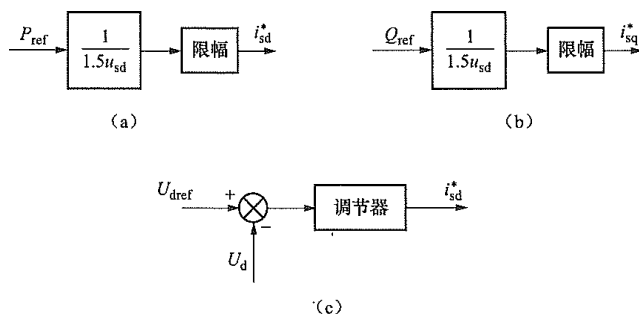 P_ref
1
1.5u_sd
限幅
i*_sd
(a)
Q_ref
1
1.5u_sd
限幅
i*_sq
(b)
U_dref
+
−
调节器
i*_sd
U_d
(c)